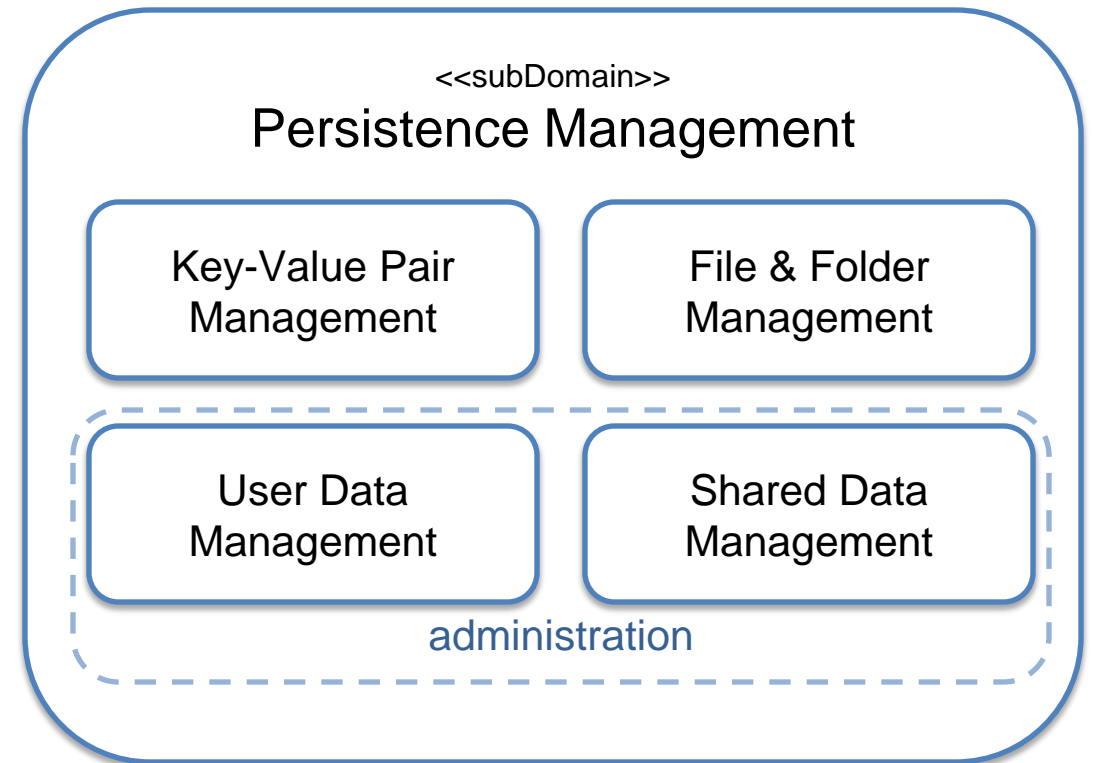 <<subDomain>>
Persistence Management
Key-Value Pair
Management
File & Folder
Management
User Data
Management
Shared Data
Management
administration